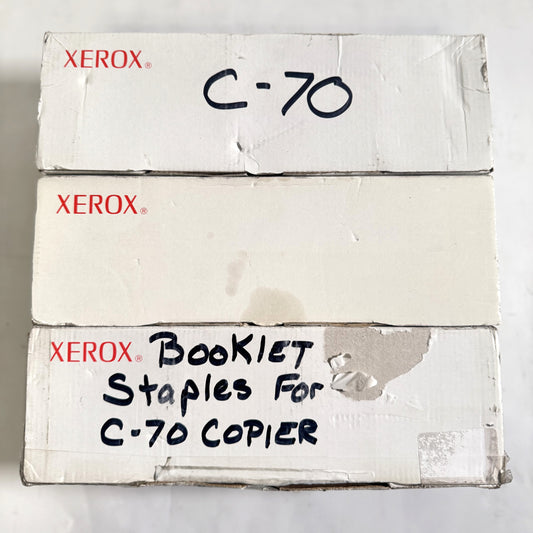 XEROX®
C-70
XEROX®
XEROX® BooKlET
Staples For
C-70 COPIER